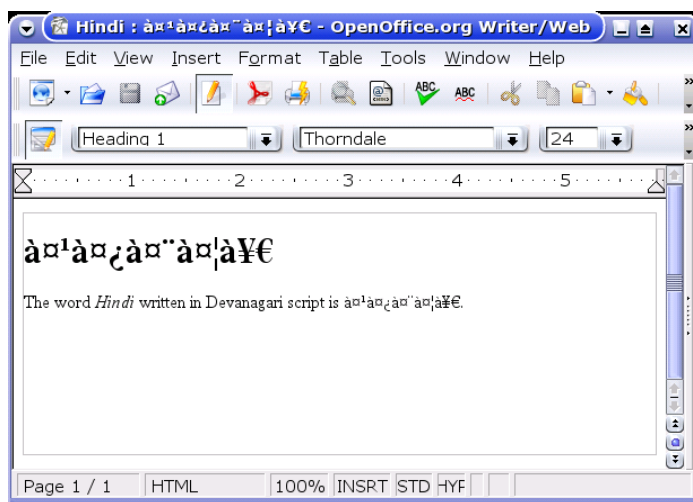 Hindi : à¤¹à¤¿à¤¨à¤¦à¥€ - OpenOffice.org Writer/Web
File Edit View Insert Format Table Tools Window Help
ABC ABC
Heading 1 Thorndale 24
1 2 3 4 5
à¤¹à¤¿à¤¨à¤¦à¥€
The word Hindi written in Devanagari script is à¤¹à¤¿à¤¨à¤¦à¥€.
Page 1 / 1 HTML 100% INSRT STD HYP